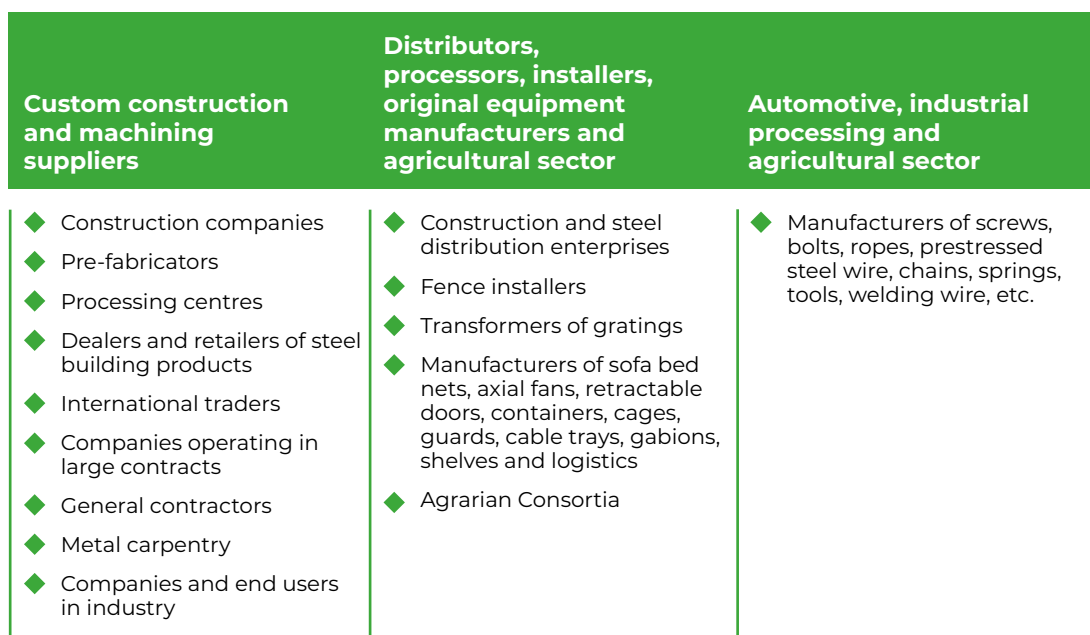 Custom construction
and machining
suppliers
Distributors,
processors, installers,
original equipment
manufacturers and
agricultural sector
Automotive, industrial
processing and
agricultural sector
Construction companies
Pre-fabricators
Processing centres
Dealers and retailers of steel
building products
International traders
Companies operating in
large contracts
General contractors
Metal carpentry
Companies and end users
in industry
Construction and steel
distribution enterprises
Fence installers
Transformers of gratings
Manufacturers of sofa bed
nets, axial fans, retractable
doors, containers, cages,
guards, cable trays, gabions,
shelves and logistics
Agrarian Consortia
Manufacturers of screws,
bolts, ropes, prestressed
steel wire, chains, springs,
tools, welding wire, etc.